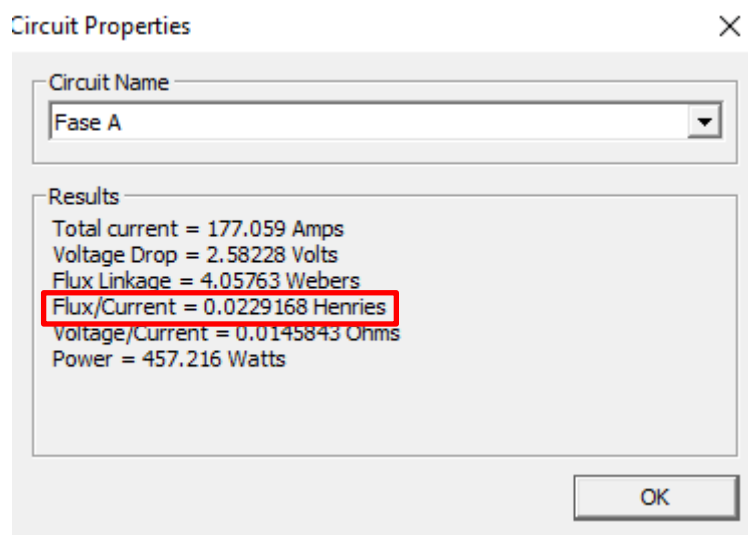 Circuit Properties
Circuit Name
Fase A
Results
Total current = 177.059 Amps
Voltage Drop = 2.58228 Volts
Flux Linkage = 4.05763 Webers
Flux/Current = 0.0229168 Henries
Voltage/Current = 0.0145843 Ohms
Power = 457.216 Watts
OK